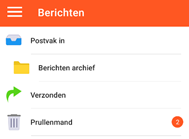 Berichten
Postvak in
Berichten archief
Verzonden
Prullenmand 2